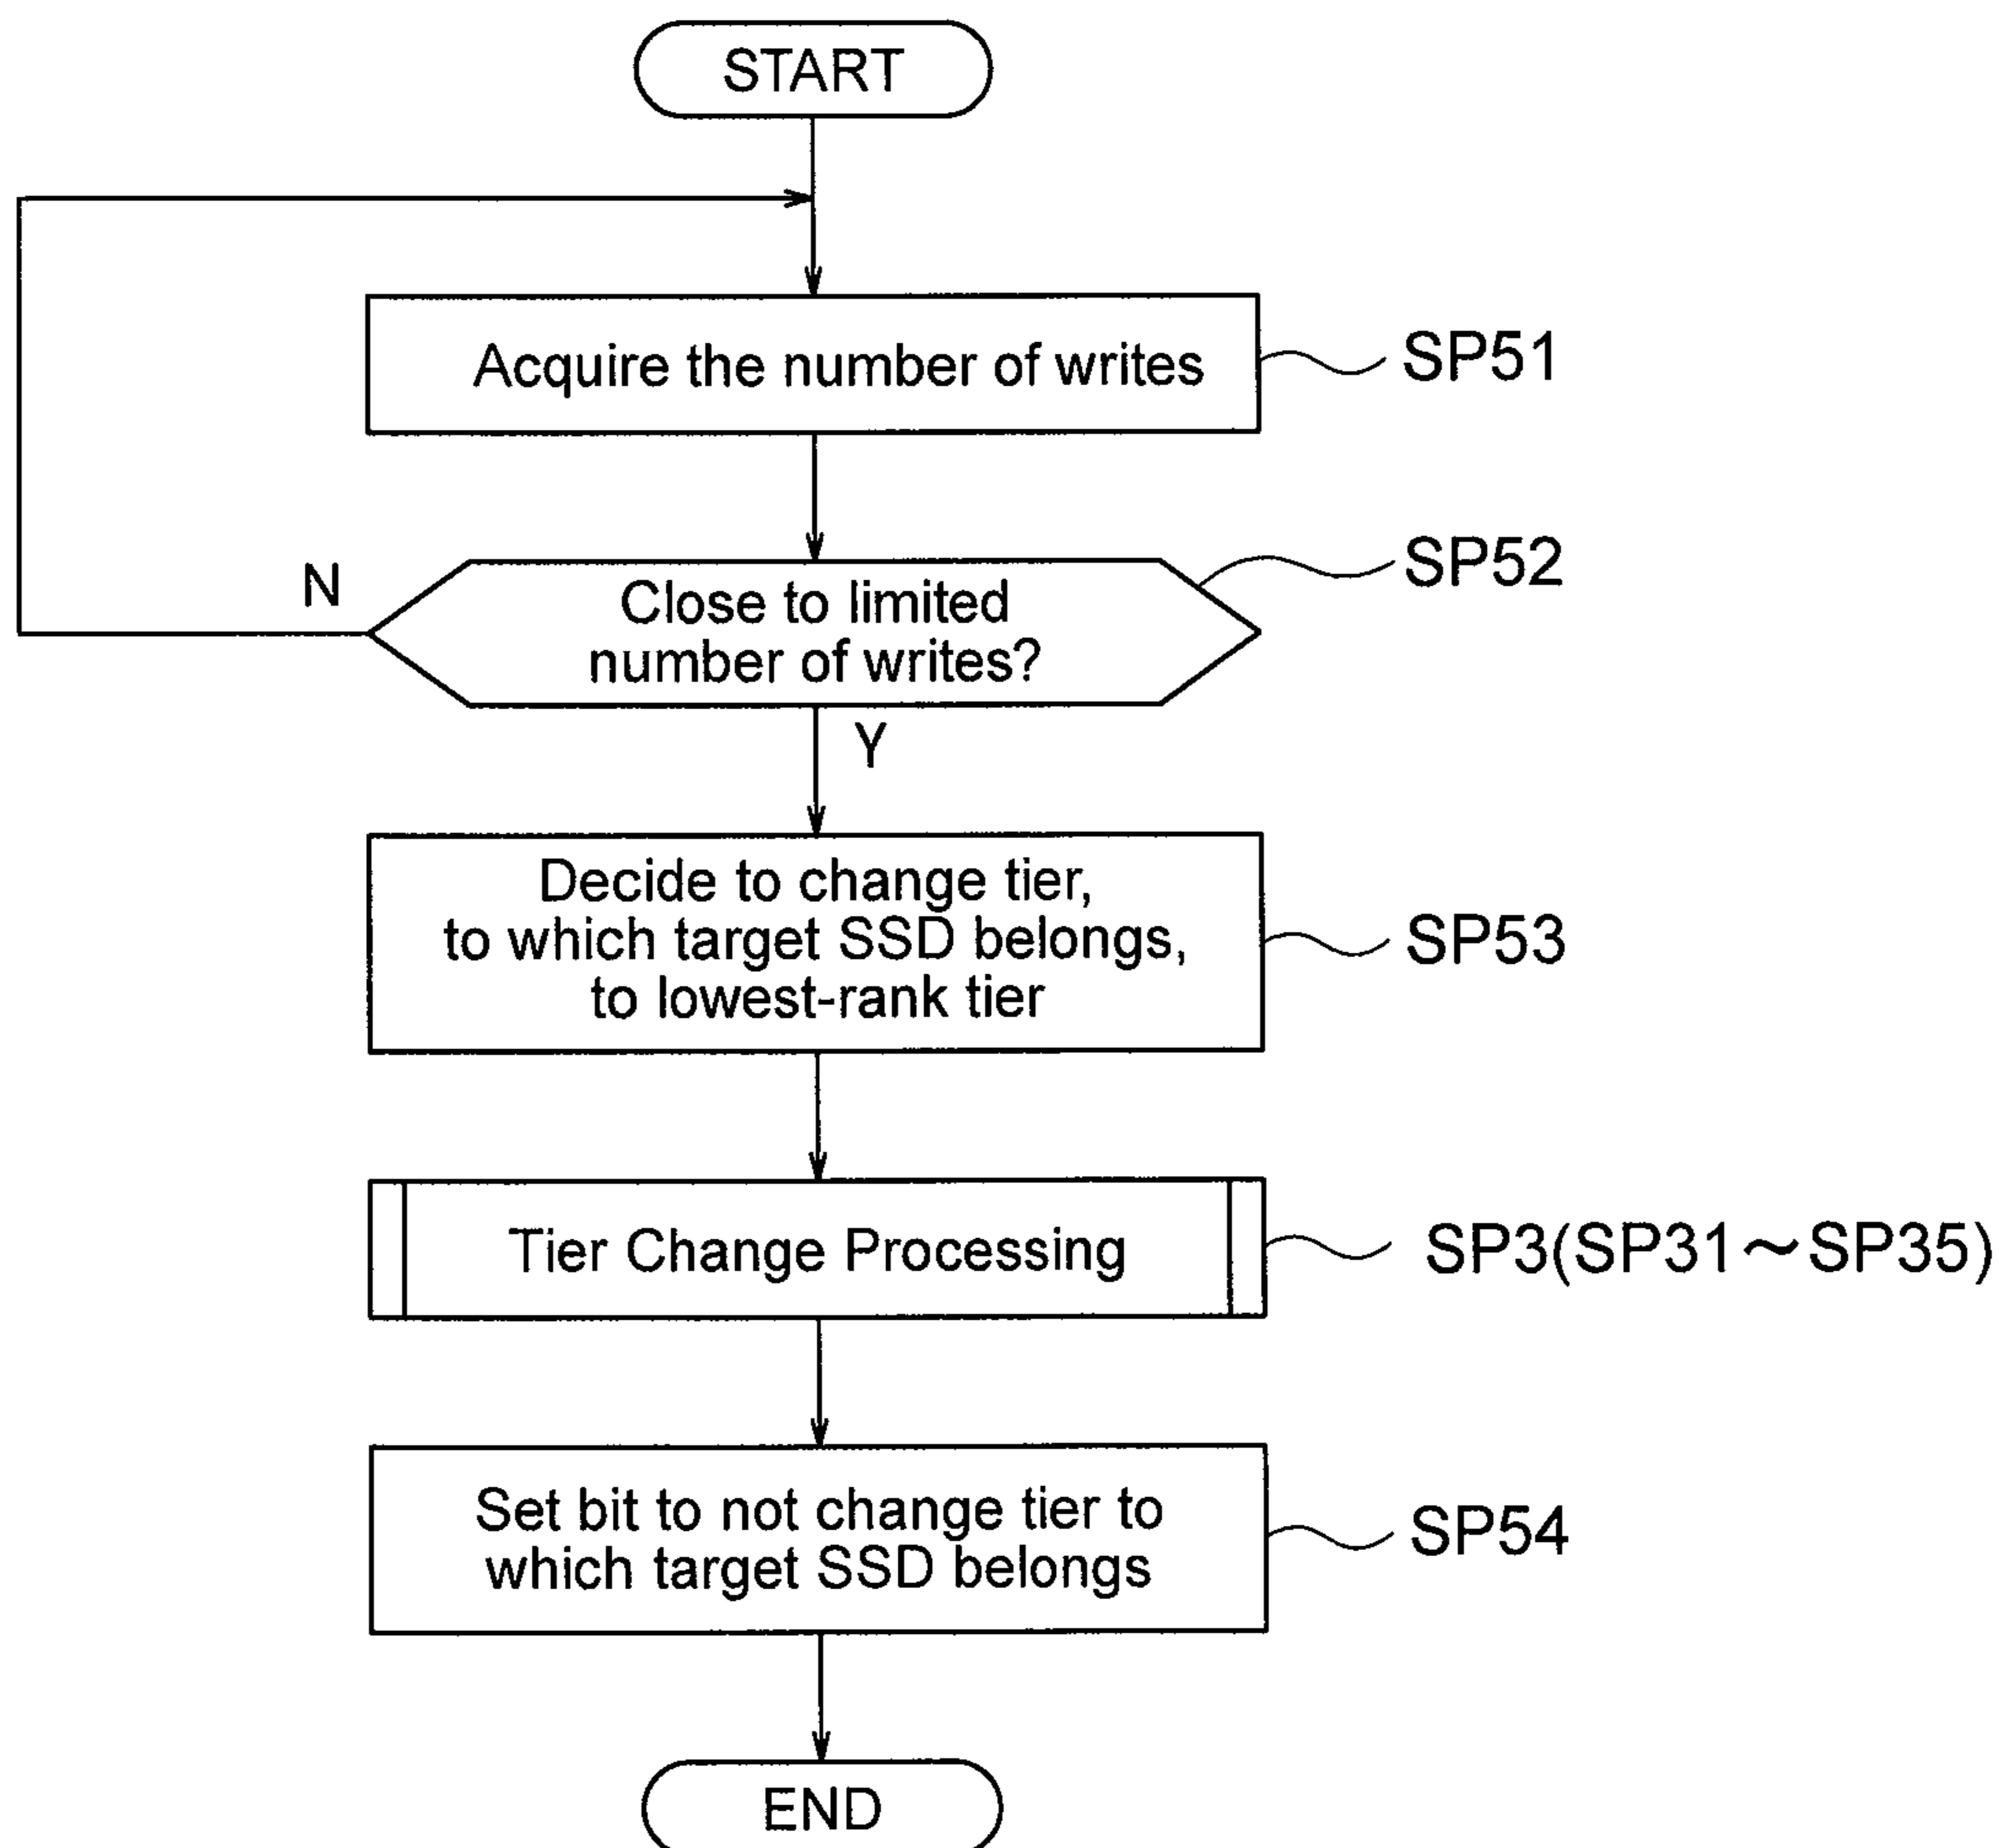 START
Acquire the number of writes
SP51
N
Close to limited
number of writes?
SP52
Y
Decide to change tier,
to which target SSD belongs,
to lowest-rank tier
SP53
Tier Change Processing
SP3(SP31～SP35)
Set bit to not change tier to
which target SSD belongs
SP54
END